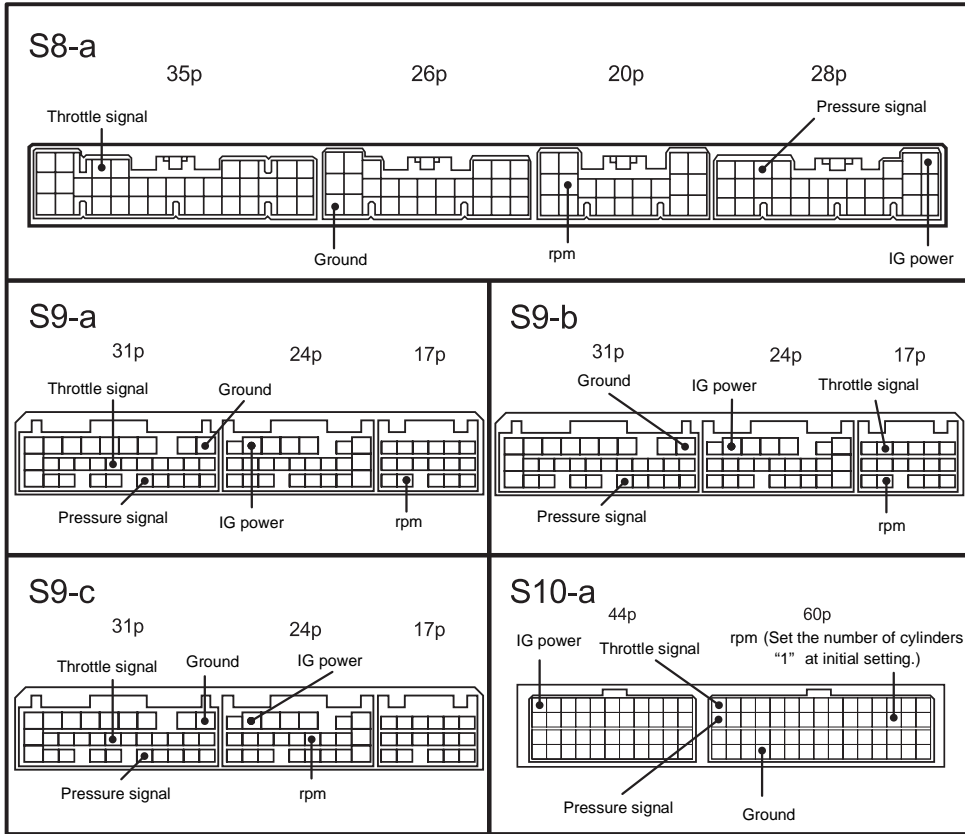 S8-a
35p 26p 20p 28p
Throttle signal
Pressure signal
Ground
rpm
IG power
S9-a
31p 24p 17p
Throttle signal
Ground
Pressure signal
IG power
rpm
S9-b
31p 24p 17p
Ground
IG power
Throttle signal
Pressure signal
rpm
S9-c
31p 24p 17p
Throttle signal
Ground
IG power
Pressure signal
rpm
S10-a
44p 60p
IG power
Throttle signal
rpm (Set the number of cylinders
“1” at initial setting.)
Pressure signal
Ground